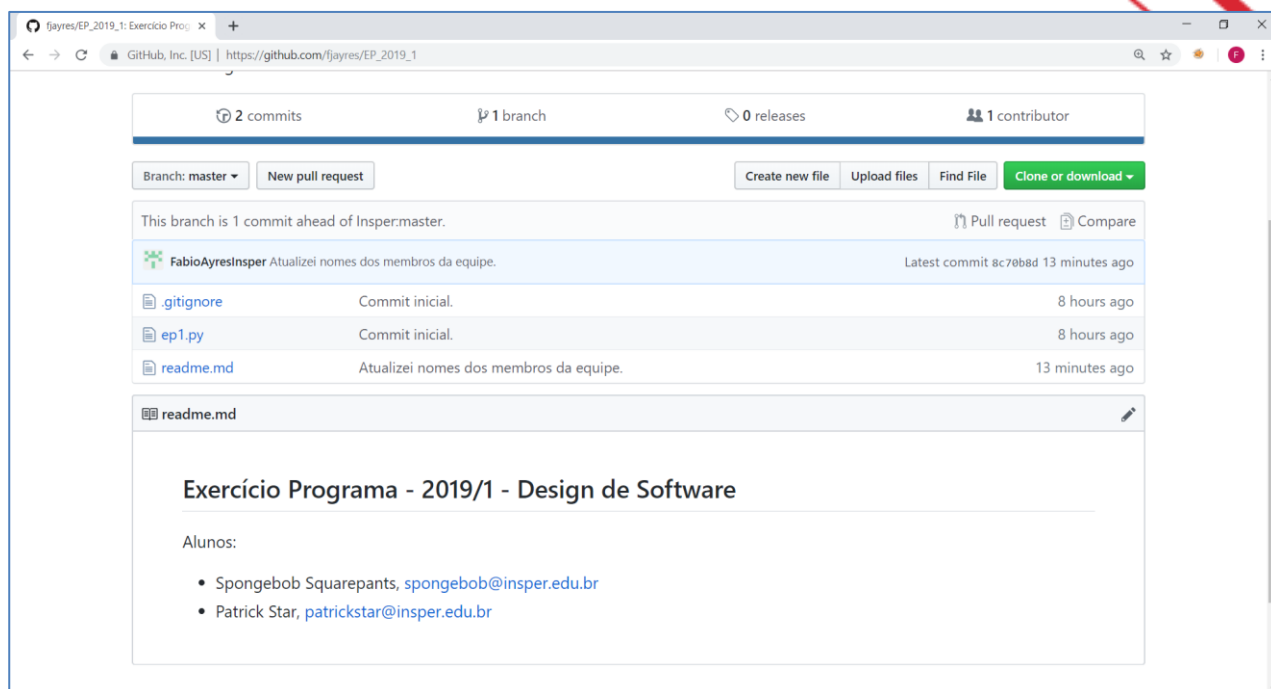 fjayres/EP_2019_1: Exercício Prog
GitHub, Inc. [US] | https://github.com/fjayres/EP_2019_1
F
2 commits 1 branch 0 releases 1 contributor
Branch: master New pull request Create new file Upload files Find File Clone or download
This branch is 1 commit ahead of Insper:master. Pull request Compare
FabioAyresInsper Atualizei nomes dos membros da equipe. Latest commit 8c70b8d 13 minutes ago
.gitignore Commit inicial. 8 hours ago
ep1.py Commit inicial. 8 hours ago
readme.md Atualizei nomes dos membros da equipe. 13 minutes ago
readme.md
Exercício Programa - 2019/1 - Design de Software
Alunos:
• Spongebob Squarepants, spongebob@insper.edu.br
• Patrick Star, patrickstar@insper.edu.br